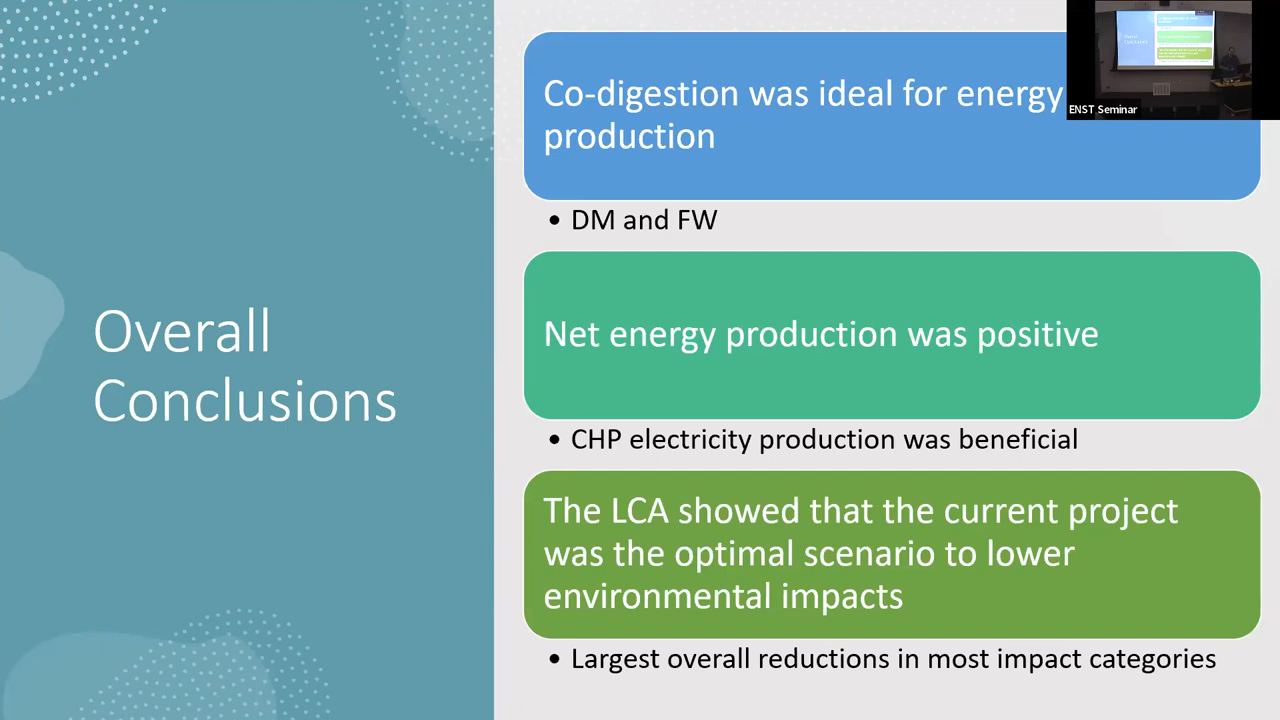 Overall
Conclusions
Co-digestion was ideal for energy
production
• DM and FW
Net energy production was positive
• CHP electricity production was beneficial
The LCA showed that the current project
was the optimal scenario to lower
environmental impacts
• Largest overall reductions in most impact categories
ENST Seminar